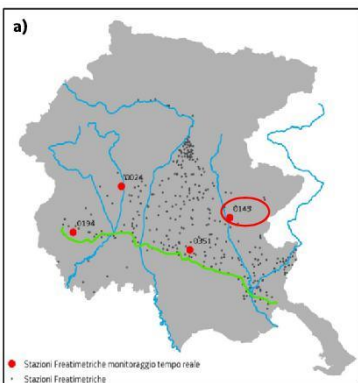 a)
0024
0143
0194
0351
Stazioni Freatimetriche monitoraggio tempo reale
Stazioni Freatimetriche